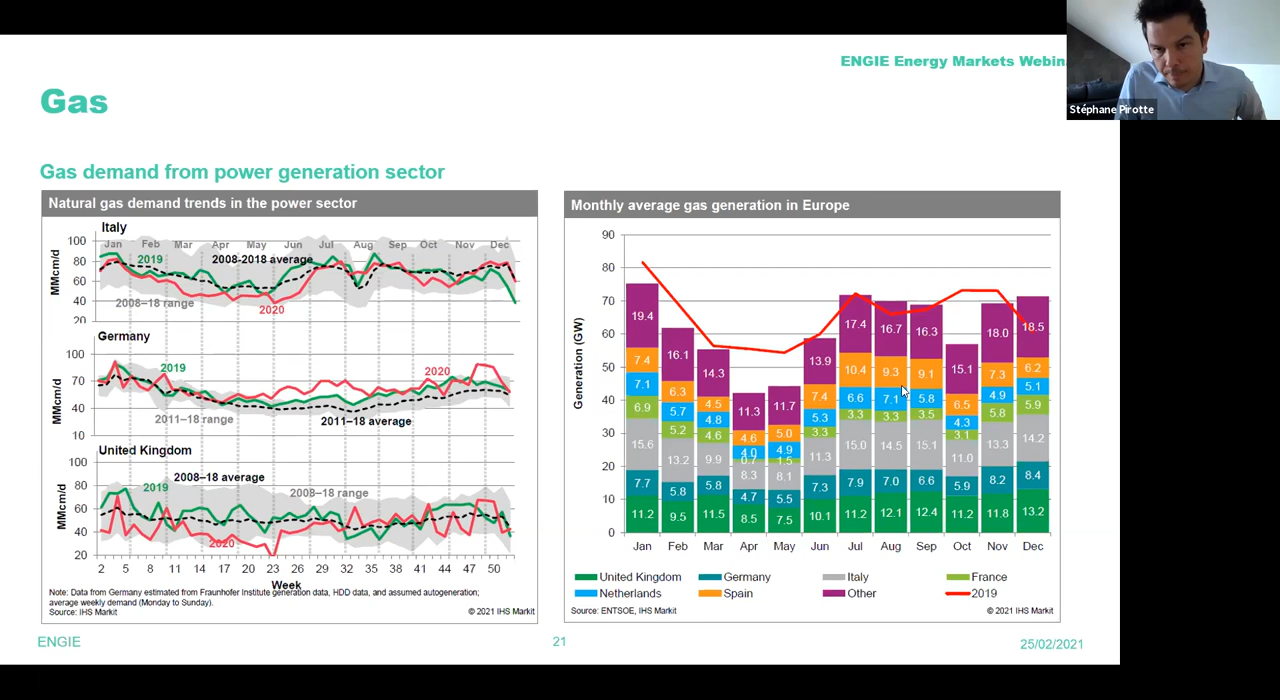 ENGIE Energy Markets Webin
Stéphane Pirotte
Gas
Gas demand from power generation sector
Natural gas demand trends in the power sector
Italy
100
80
60
40
20
MMcm/d
Jan Feb Mar Apr May Jun Jul Aug Sep Oct Nov Dec
2019
2008-2018 average
2008–18 range
2020
Germany
100
70
40
10
MMcm/d
2019
2020
2011–18 range
2011–18 average
United Kingdom
100
80
60
40
20
MMcm/d
2008–18 average
2019
2008–18 range
2020
2 5 8 11 14 17 20 23 26 29 32 35 38 41 44 47 50
Week
Note: Data from Germany estimated from Fraunhofer Institute generation data, HDD data, and assumed autogeneration;
average weekly demand (Monday to Sunday).
Source: IHS Markit
© 2021 IHS Markit
Monthly average gas generation in Europe
Generation (GW)
90
80
70
60
50
40
30
20
10
0
19.4 16.1 14.3 11.3 11.7 13.9 17.4 16.7 16.3 15.1 18.0 18.5
7.4 6.3 4.5 4.6 5.0 7.4 10.4 9.3 9.1 6.5 7.3 6.2
7.1 5.7 4.8 4.0 4.9 5.3 6.6 7.1 5.8 4.3 4.9 5.1
6.9 5.2 4.6 0.7 1.5 3.3 3.3 3.3 3.5 3.1 5.8 5.9
15.6 13.2 9.9 8.3 8.1 11.3 15.0 14.5 15.1 11.0 13.3 14.2
7.7 5.8 5.8 4.7 5.5 7.3 7.9 7.0 6.6 5.9 8.2 8.4
11.2 9.5 11.5 8.5 7.5 10.1 11.2 12.1 12.4 11.2 11.8 13.2
Jan Feb Mar Apr May Jun Jul Aug Sep Oct Nov Dec
United Kingdom Germany Italy France
Netherlands Spain Other 2019
Source: ENTSOE, IHS Markit
© 2021 IHS Markit
ENGIE
21
25/02/2021